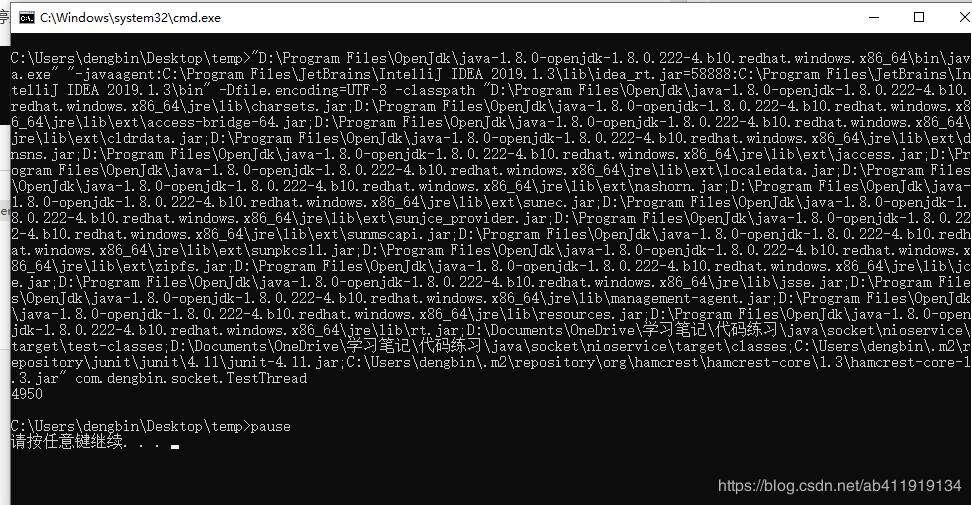 C:\Windows\system32\cmd.exe
C:\Users\dengbin\Desktop\temp>"D:\Program Files\OpenJdk\java-1.8.0-openjdk-1.8.0.222-4.b10.redhat.windows.x86_64\bin\jav
a.exe" "-javaagent:C:\Program Files\JetBrains\IntelliJ IDEA 2019.1.3\lib\idea_rt.jar=58888:C:\Program Files\JetBrains\In
telliJ IDEA 2019.1.3\bin" -Dfile.encoding=UTF-8 -classpath "D:\Program Files\OpenJdk\java-1.8.0-openjdk-1.8.0.222-4.b10.
redhat.windows.x86_64\jre\lib\charsets.jar;D:\Program Files\OpenJdk\java-1.8.0-openjdk-1.8.0.222-4.b10.redhat.windows.x8
6_64\jre\lib\ext\access-bridge-64.jar;D:\Program Files\OpenJdk\java-1.8.0-openjdk-1.8.0.222-4.b10.redhat.windows.x86_64\
jre\lib\ext\cldrdata.jar;D:\Program Files\OpenJdk\java-1.8.0-openjdk-1.8.0.222-4.b10.redhat.windows.x86_64\jre\lib\ext\d
nsns.jar;D:\Program Files\OpenJdk\java-1.8.0-openjdk-1.8.0.222-4.b10.redhat.windows.x86_64\jre\lib\ext\jaccess.jar;D:\Pr
ogram Files\OpenJdk\java-1.8.0-openjdk-1.8.0.222-4.b10.redhat.windows.x86_64\jre\lib\ext\localedata.jar;D:\Program Files
\OpenJdk\java-1.8.0-openjdk-1.8.0.222-4.b10.redhat.windows.x86_64\jre\lib\ext\nashorn.jar;D:\Program Files\OpenJdk\java-
1.8.0-openjdk-1.8.0.222-4.b10.redhat.windows.x86_64\jre\lib\ext\sunec.jar;D:\Program Files\OpenJdk\java-1.8.0-openjdk-1.
8.0.222-4.b10.redhat.windows.x86_64\jre\lib\ext\sunjce_provider.jar;D:\Program Files\OpenJdk\java-1.8.0-openjdk-1.8.0.22
2-4.b10.redhat.windows.x86_64\jre\lib\ext\sunmscapi.jar;D:\Program Files\OpenJdk\java-1.8.0-openjdk-1.8.0.222-4.b10.redh
at.windows.x86_64\jre\lib\ext\sunpkcs11.jar;D:\Program Files\OpenJdk\java-1.8.0-openjdk-1.8.0.222-4.b10.redhat.windows.x
86_64\jre\lib\ext\zipfs.jar;D:\Program Files\OpenJdk\java-1.8.0-openjdk-1.8.0.222-4.b10.redhat.windows.x86_64\jre\lib\jc
e.jar;D:\Program Files\OpenJdk\java-1.8.0-openjdk-1.8.0.222-4.b10.redhat.windows.x86_64\jre\lib\jsse.jar;D:\Program File
s\OpenJdk\java-1.8.0-openjdk-1.8.0.222-4.b10.redhat.windows.x86_64\jre\lib\management-agent.jar;D:\Program Files\OpenJdk
\java-1.8.0-openjdk-1.8.0.222-4.b10.redhat.windows.x86_64\jre\lib\resources.jar;D:\Program Files\OpenJdk\java-1.8.0-open
jdk-1.8.0.222-4.b10.redhat.windows.x86_64\jre\lib\rt.jar;D:\Documents\OneDrive\学习笔记\代码练习\java\socket\nioservice\
target\test-classes;D:\Documents\OneDrive\学习笔记\代码练习\java\socket\nioservice\target\classes;C:\Users\dengbin\.m2\r
epository\junit\junit\4.11\junit-4.11.jar;C:\Users\dengbin\.m2\repository\org\hamcrest\hamcrest-core\1.3\hamcrest-core-1
.3.jar" com.dengbin.socket.TestThread
4950
C:\Users\dengbin\Desktop\temp>pause
请按任意键继续. . .
https://blog.csdn.net/ab411919134